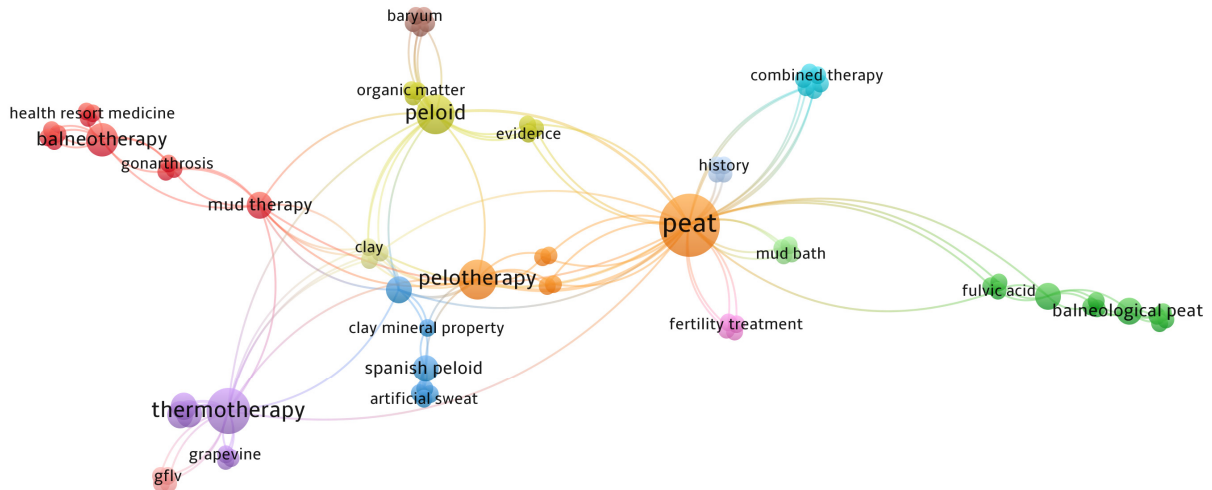 baryum
combined therapy
organic matter
health resort medicine
peloid
evidence
balneotherapy
gonarthrosis
history
mud therapy
peat
clay
mud bath
pelotherapy
fulvic acid
balneological peat
clay mineral property
fertility treatment
spanish peloid
artificial sweat
thermotherapy
grapevine
gflv